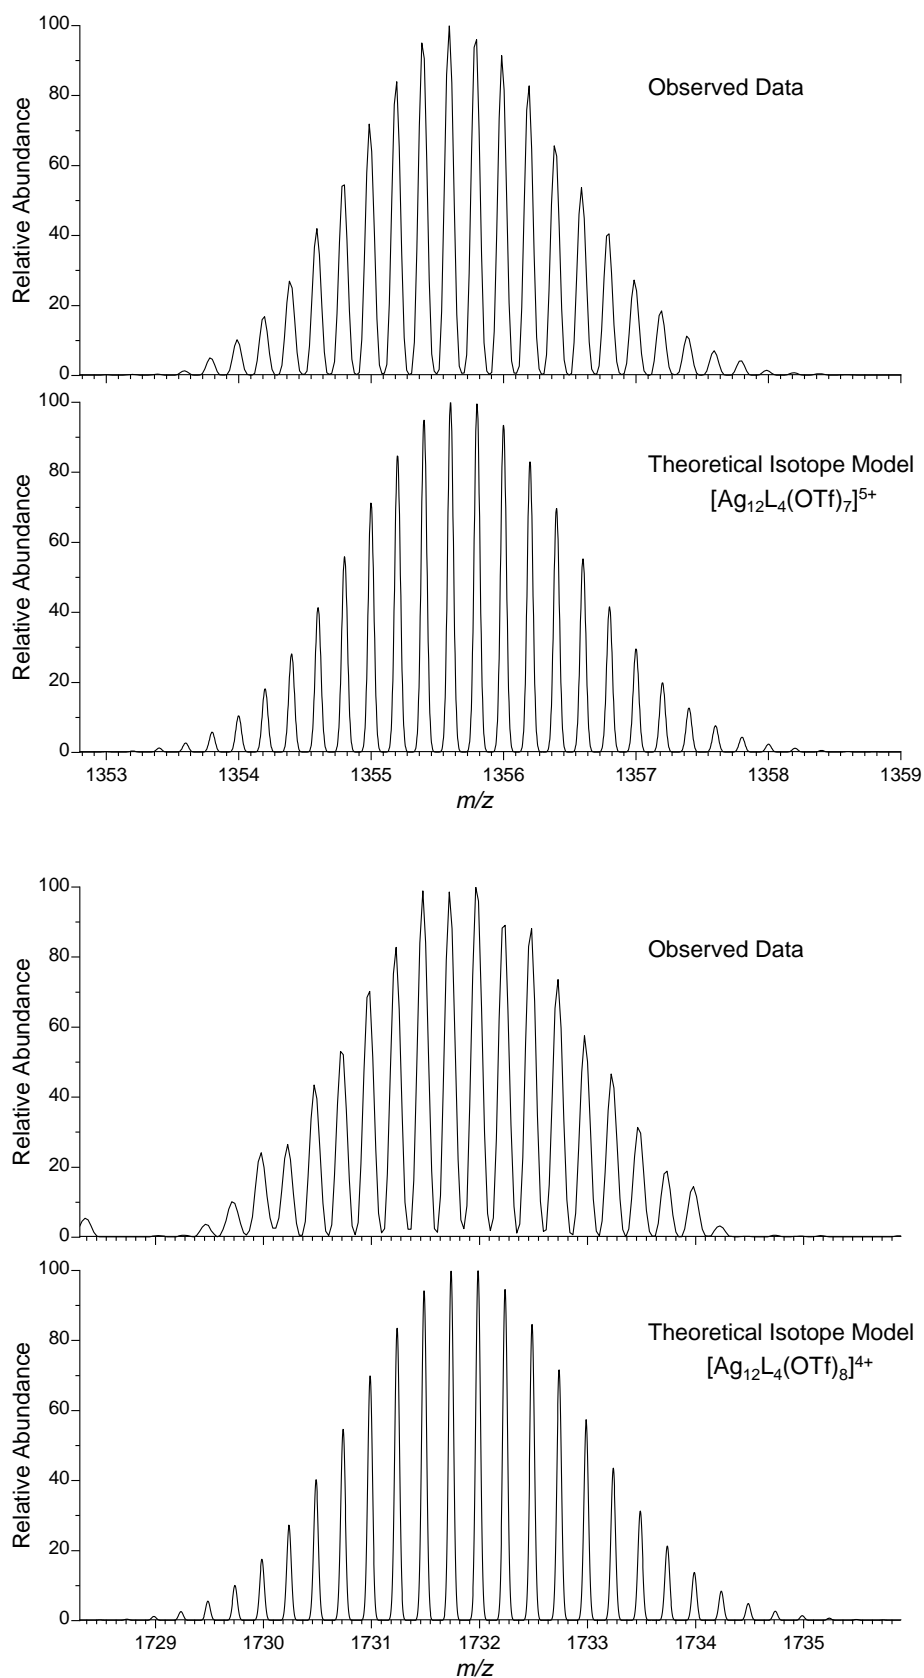 100
80
60
40
20
0
Relative Abundance
Observed Data
100
80
60
40
20
0
Relative Abundance
Theoretical Isotope Model
[Ag₁₂L₄(OTf)₇]⁵⁺
1353 1354 1355 1356 1357 1358 1359
m/z
100
80
60
40
20
0
Relative Abundance
Observed Data
100
80
60
40
20
0
Relative Abundance
Theoretical Isotope Model
[Ag₁₂L₄(OTf)₈]⁴⁺
1729 1730 1731 1732 1733 1734 1735
m/z